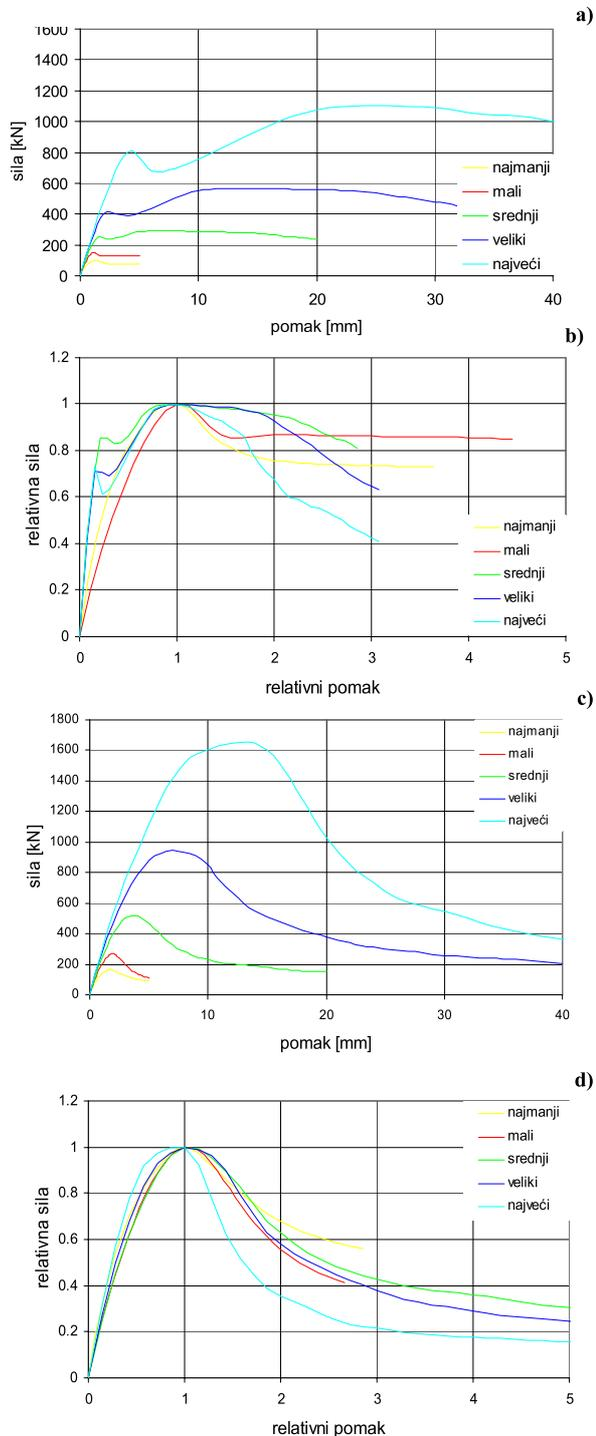 a)
1600
1400
1200
1000
800
600
400
200
0
sila [kN]
0 10 20 30 40
pomak [mm]
najmanji
mali
srednji
veliki
najveći
b)
1.2
1
0.8
0.6
0.4
0.2
0
relativna sila
0 1 2 3 4 5
relativni pomak
najmanji
mali
srednji
veliki
najveći
c)
1800
1600
1400
1200
1000
800
600
400
200
0
sila [kN]
0 10 20 30 40
pomak [mm]
najmanji
mali
srednji
veliki
najveći
d)
1.2
1
0.8
0.6
0.4
0.2
0
relativna sila
0 1 2 3 4 5
relativni pomak
najmanji
mali
srednji
veliki
najveći